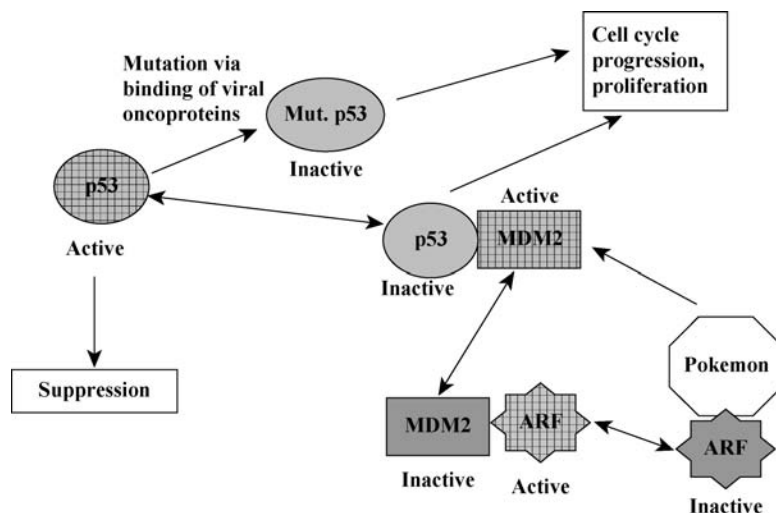 Mutation via
binding of viral
oncoproteins
Mut. p53
Inactive
Cell cycle
progression,
proliferation
p53
Active
Suppression
Active
p53
MDM2
Inactive
Pokemon
MDM2
ARF
ARF
Inactive
Active
Inactive